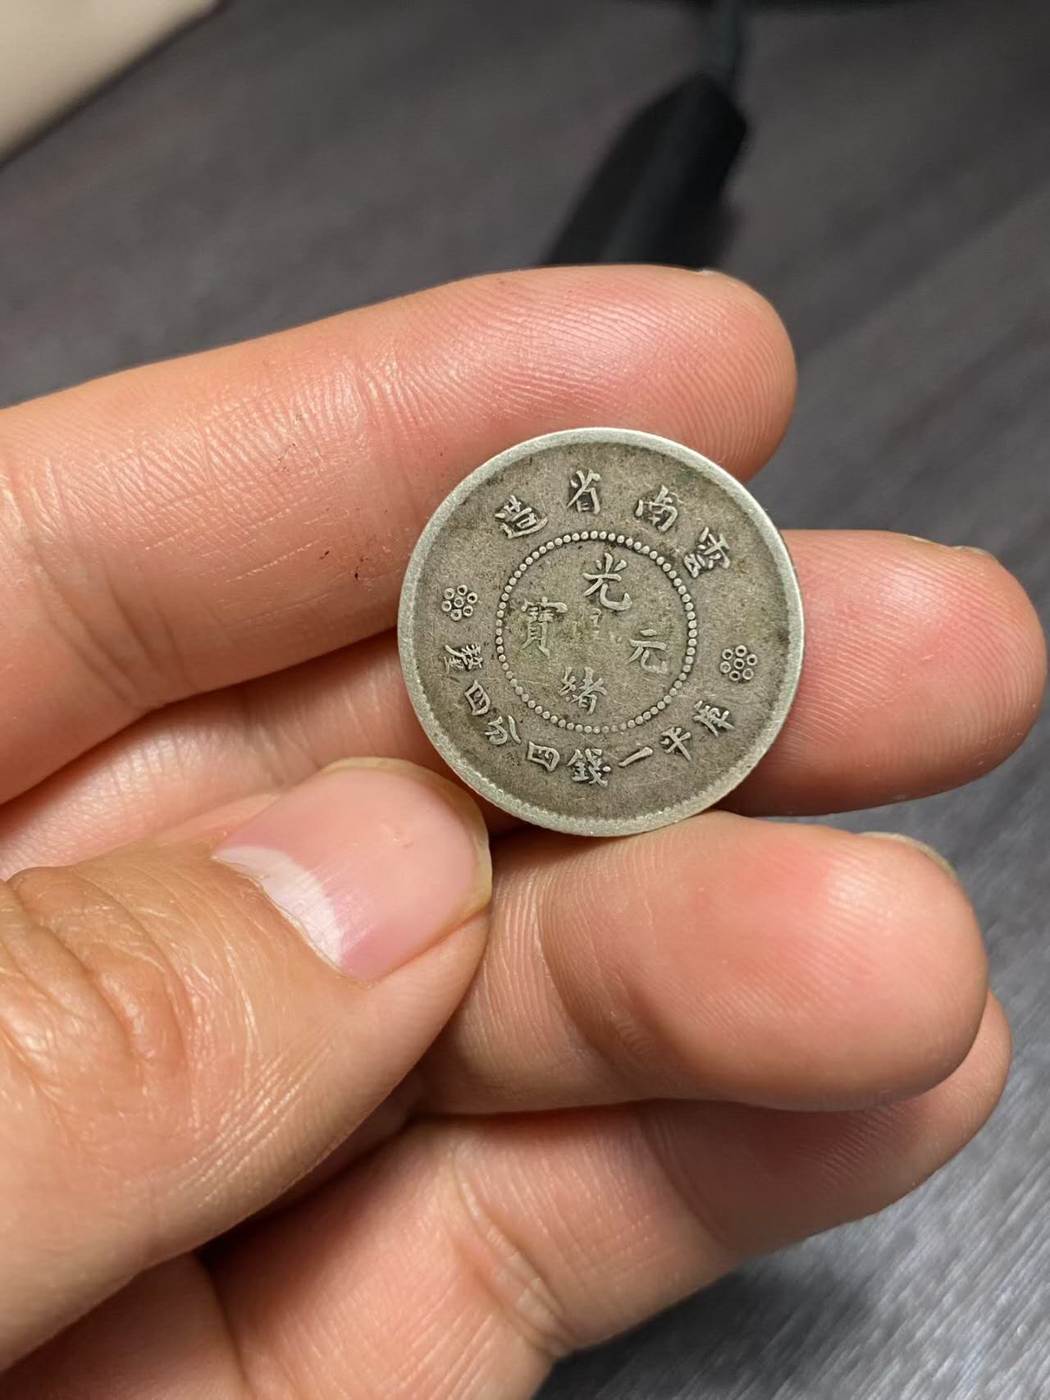 雲南省造
光緒元寶
庫平一錢四分四釐